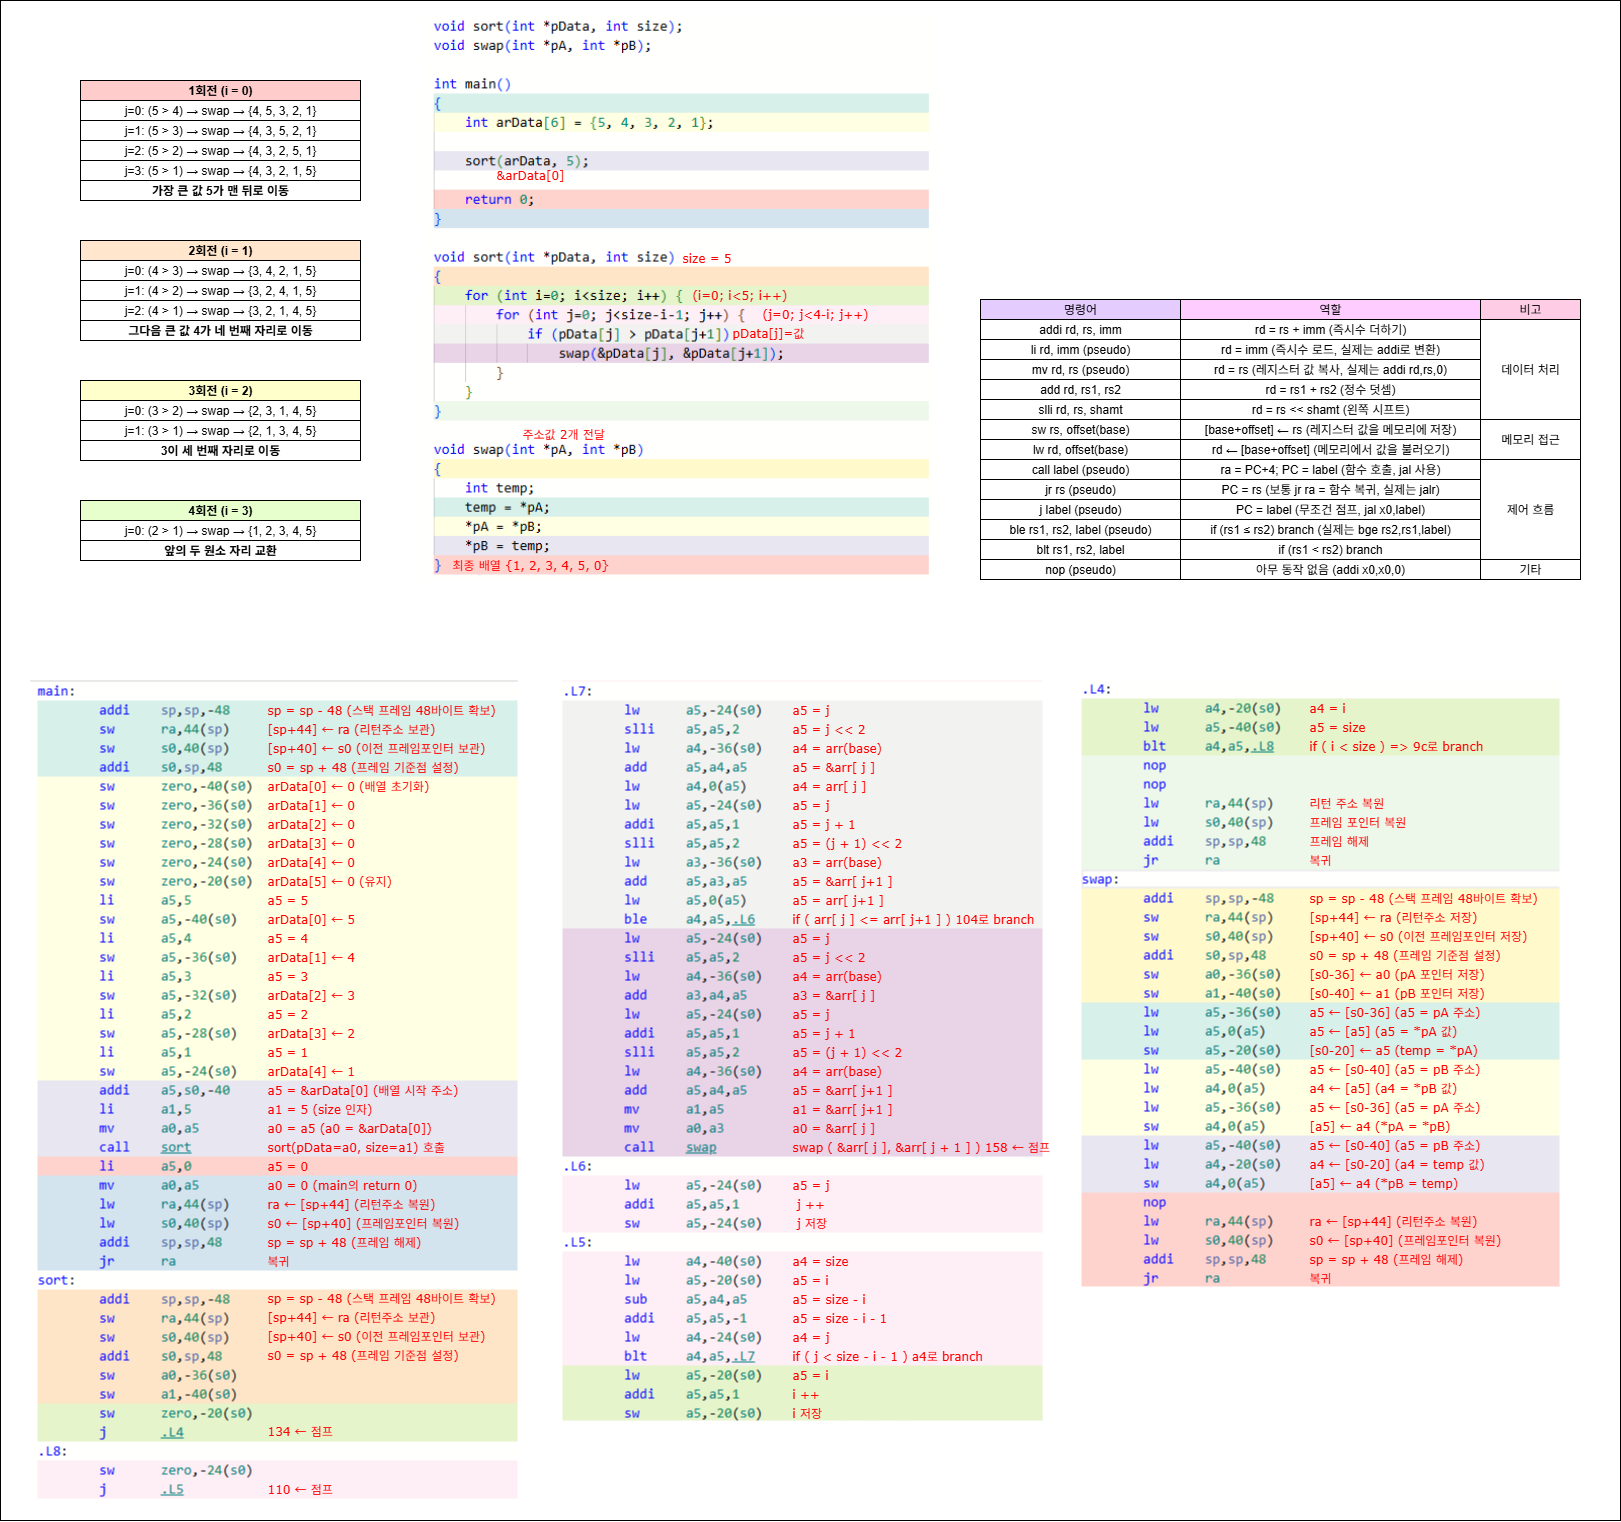 void sort(int *pData, int size);
void swap(int *pA, int *pB);
int main()
{
int arData[6] = {5, 4, 3, 2, 1};
sort(arData, 5);
&arData[0]
return 0;
}
void sort(int *pData, int size) size = 5
{
for (int i=0; i<size; i++) { (i=0; i<5; i++)
for (int j=0; j<size-i-1; j++) { (j=0; j<4-i; j++)
if (pData[j] > pData[j+1]) pData[j]=값
swap(&pData[j], &pData[j+1]);
}
}
}
주소값 2개 전달
void swap(int *pA, int *pB)
{
int temp;
temp = *pA;
*pA = *pB;
*pB = temp;
} 최종 배열 {1, 2, 3, 4, 5, 0}
1회전 (i = 0)
j=0: (5 > 4) → swap → {4, 5, 3, 2, 1}
j=1: (5 > 3) → swap → {4, 3, 5, 2, 1}
j=2: (5 > 2) → swap → {4, 3, 2, 5, 1}
j=3: (5 > 1) → swap → {4, 3, 2, 1, 5}
가장 큰 값 5가 맨 뒤로 이동
2회전 (i = 1)
j=0: (4 > 3) → swap → {3, 4, 2, 1, 5}
j=1: (4 > 2) → swap → {3, 2, 4, 1, 5}
j=2: (4 > 1) → swap → {3, 2, 1, 4, 5}
그다음 큰 값 4가 네 번째 자리로 이동
3회전 (i = 2)
j=0: (3 > 2) → swap → {2, 3, 1, 4, 5}
j=1: (3 > 1) → swap → {2, 1, 3, 4, 5}
3이 세 번째 자리로 이동
4회전 (i = 3)
j=0: (2 > 1) → swap → {1, 2, 3, 4, 5}
앞의 두 원소 자리 교환
명령어 역할 비고
addi rd, rs, imm rd = rs + imm (즉시수 더하기)
li rd, imm (pseudo) rd = imm (즉시수 로드, 실제는 addi로 변환)
mv rd, rs (pseudo) rd = rs (레지스터 값 복사, 실제는 addi rd,rs,0) 데이터 처리
add rd, rs1, rs2 rd = rs1 + rs2 (정수 덧셈)
slli rd, rs, shamt rd = rs << shamt (왼쪽 시프트)
sw rs, offset(base) [base+offset] ← rs (레지스터 값을 메모리에 저장) 메모리 접근
lw rd, offset(base) rd ← [base+offset] (메모리에서 값을 불러오기)
call label (pseudo) ra = PC+4; PC = label (함수 호출, jal 사용)
jr rs (pseudo) PC = rs (보통 jr ra = 함수 복귀, 실제는 jalr)
j label (pseudo) PC = label (무조건 점프, jal x0,label) 제어 흐름
ble rs1, rs2, label (pseudo) if (rs1 ≤ rs2) branch (실제는 bge rs2,rs1,label)
blt rs1, rs2, label if (rs1 < rs2) branch
nop (pseudo) 아무 동작 없음 (addi x0,x0,0) 기타
main:
addi sp,sp,-48 sp = sp - 48 (스택 프레임 48바이트 확보)
sw ra,44(sp) [sp+44] ← ra (리턴주소 보관)
sw s0,40(sp) [sp+40] ← s0 (이전 프레임포인터 보관)
addi s0,sp,48 s0 = sp + 48 (프레임 기준점 설정)
sw zero,-40(s0) arData[0] ← 0 (배열 초기화)
sw zero,-36(s0) arData[1] ← 0
sw zero,-32(s0) arData[2] ← 0
sw zero,-28(s0) arData[3] ← 0
sw zero,-24(s0) arData[4] ← 0
sw zero,-20(s0) arData[5] ← 0 (유지)
li a5,5 a5 = 5
sw a5,-40(s0) arData[0] ← 5
li a5,4 a5 = 4
sw a5,-36(s0) arData[1] ← 4
li a5,3 a5 = 3
sw a5,-32(s0) arData[2] ← 3
li a5,2 a5 = 2
sw a5,-28(s0) arData[3] ← 2
li a5,1 a5 = 1
sw a5,-24(s0) arData[4] ← 1
addi a5,s0,-40 a5 = &arData[0] (배열 시작 주소)
li a1,5 a1 = 5 (size 인자)
mv a0,a5 a0 = a5 (a0 = &arData[0])
call sort sort(pData=a0, size=a1) 호출
li a5,0 a5 = 0
mv a0,a5 a0 = 0 (main의 return 0)
lw ra,44(sp) ra ← [sp+44] (리턴주소 복원)
lw s0,40(sp) s0 ← [sp+40] (프레임포인터 복원)
addi sp,sp,48 sp = sp + 48 (프레임 해제)
jr ra 복귀
sort:
addi sp,sp,-48 sp = sp - 48 (스택 프레임 48바이트 확보)
sw ra,44(sp) [sp+44] ← ra (리턴주소 보관)
sw s0,40(sp) [sp+40] ← s0 (이전 프레임포인터 보관)
addi s0,sp,48 s0 = sp + 48 (프레임 기준점 설정)
sw a0,-36(s0)
sw a1,-40(s0)
sw zero,-20(s0)
j .L4 134 ← 점프
.L8:
sw zero,-24(s0)
j .L5 110 ← 점프
.L7:
lw a5,-24(s0) a5 = j
slli a5,a5,2 a5 = j << 2
lw a4,-36(s0) a4 = arr(base)
add a5,a4,a5 a5 = &arr[ j ]
lw a4,0(a5) a4 = arr[ j ]
lw a5,-24(s0) a5 = j
addi a5,a5,1 a5 = j + 1
slli a5,a5,2 a5 = (j + 1) << 2
lw a3,-36(s0) a3 = arr(base)
add a5,a3,a5 a5 = &arr[ j+1 ]
lw a5,0(a5) a5 = arr[ j+1 ]
ble a4,a5,.L6 if ( arr[ j ] <= arr[ j+1 ] ) 104로 branch
lw a5,-24(s0) a5 = j
slli a5,a5,2 a5 = j << 2
lw a4,-36(s0) a4 = arr(base)
add a3,a4,a5 a3 = &arr[ j ]
lw a5,-24(s0) a5 = j
addi a5,a5,1 a5 = j + 1
slli a5,a5,2 a5 = (j + 1) << 2
lw a4,-36(s0) a4 = arr(base)
add a5,a4,a5 a5 = &arr[ j+1 ]
mv a1,a5 a1 = &arr[ j+1 ]
mv a0,a3 a0 = &arr[ j ]
call swap swap ( &arr[ j ], &arr[ j + 1 ] ) 158 ← 점프
.L6:
lw a5,-24(s0) a5 = j
addi a5,a5,1 j ++
sw a5,-24(s0) j 저장
.L5:
lw a4,-40(s0) a4 = size
lw a5,-20(s0) a5 = i
sub a5,a4,a5 a5 = size - i
addi a5,a5,-1 a5 = size - i - 1
lw a4,-24(s0) a4 = j
blt a4,a5,.L7 if ( j < size - i - 1 ) a4로 branch
lw a5,-20(s0) a5 = i
addi a5,a5,1 i ++
sw a5,-20(s0) i 저장
.L4:
lw a4,-20(s0) a4 = i
lw a5,-40(s0) a5 = size
blt a4,a5,.L8 if ( i < size ) => 9c로 branch
nop
nop
lw ra,44(sp) 리턴 주소 복원
lw s0,40(sp) 프레임 포인터 복원
addi sp,sp,48 프레임 해제
jr ra 복귀
swap:
addi sp,sp,-48 sp = sp - 48 (스택 프레임 48바이트 확보)
sw ra,44(sp) [sp+44] ← ra (리턴주소 저장)
sw s0,40(sp) [sp+40] ← s0 (이전 프레임포인터 저장)
addi s0,sp,48 s0 = sp + 48 (프레임 기준점 설정)
sw a0,-36(s0) [s0-36] ← a0 (pA 포인터 저장)
sw a1,-40(s0) [s0-40] ← a1 (pB 포인터 저장)
lw a5,-36(s0) a5 ← [s0-36] (a5 = pA 주소)
lw a5,0(a5) a5 ← [a5] (a5 = *pA 값)
sw a5,-20(s0) [s0-20] ← a5 (temp = *pA)
lw a5,-40(s0) a5 ← [s0-40] (a5 = pB 주소)
lw a4,0(a5) a4 ← [a5] (a4 = *pB 값)
lw a5,-36(s0) a5 ← [s0-36] (a5 = pA 주소)
sw a4,0(a5) [a5] ← a4 (*pA = *pB)
lw a5,-40(s0) a5 ← [s0-40] (a5 = pB 주소)
lw a4,-20(s0) a4 ← [s0-20] (a4 = temp 값)
sw a4,0(a5) [a5] ← a4 (*pB = temp)
nop
lw ra,44(sp) ra ← [sp+44] (리턴주소 복원)
lw s0,40(sp) s0 ← [sp+40] (프레임포인터 복원)
addi sp,sp,48 sp = sp + 48 (프레임 해제)
jr ra 복귀